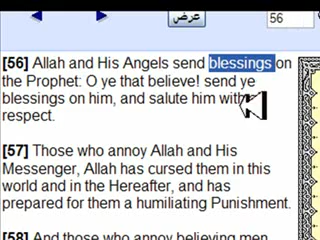 عرض
56
[56] Allah and His Angels send blessings on
the Prophet: O ye that believe! send ye
blessings on him, and salute him with
respect.
[57] Those who annoy Allah and His
Messenger, Allah has cursed them in this
world and in the Hereafter, and has
prepared for them a humiliating Punishment.
[58] And those who annoy believing men